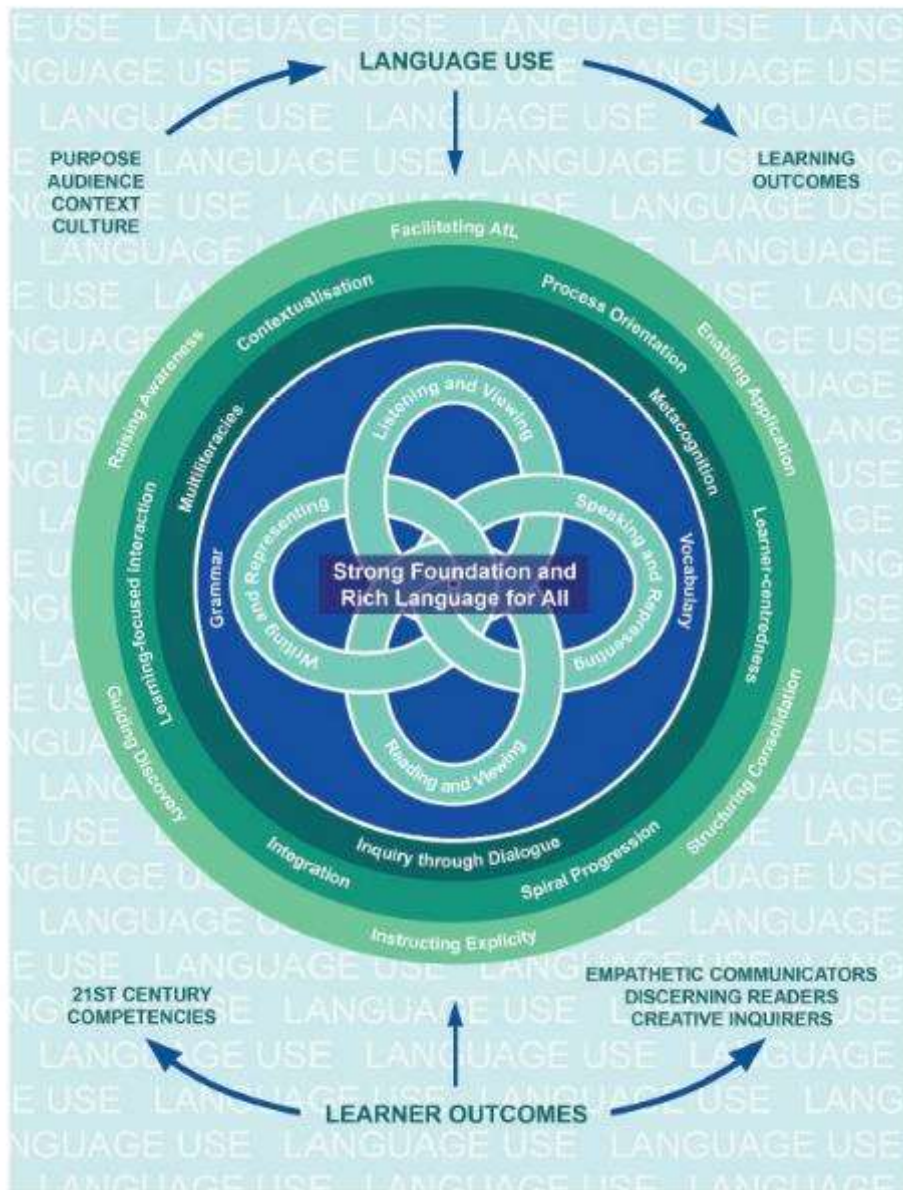 LANGUAGE USE
PURPOSE
AUDIENCE
CONTEXT
CULTURE
LEARNING
OUTCOMES
Facilitating AfL
Raising Awareness
Enabling Application
Guiding Discovery
Structuring Consolidation
Instructing Explicity
Contextualisation
Process Orientation
Learning-focused Interaction
Learner-centredness
Integration
Spiral Progression
Multiliteracies
Metacognition
Inquiry through Dialogue
Grammar
Vocabulary
Listening and Viewing
Writing and Representing
Speaking and Representing
Strong Foundation and
Rich Language for All
Reading and Viewing
21ST CENTURY
COMPETENCIES
EMPATHETIC COMMUNICATORS
DISCERNING READERS
CREATIVE INQUIRERS
LEARNER OUTCOMES